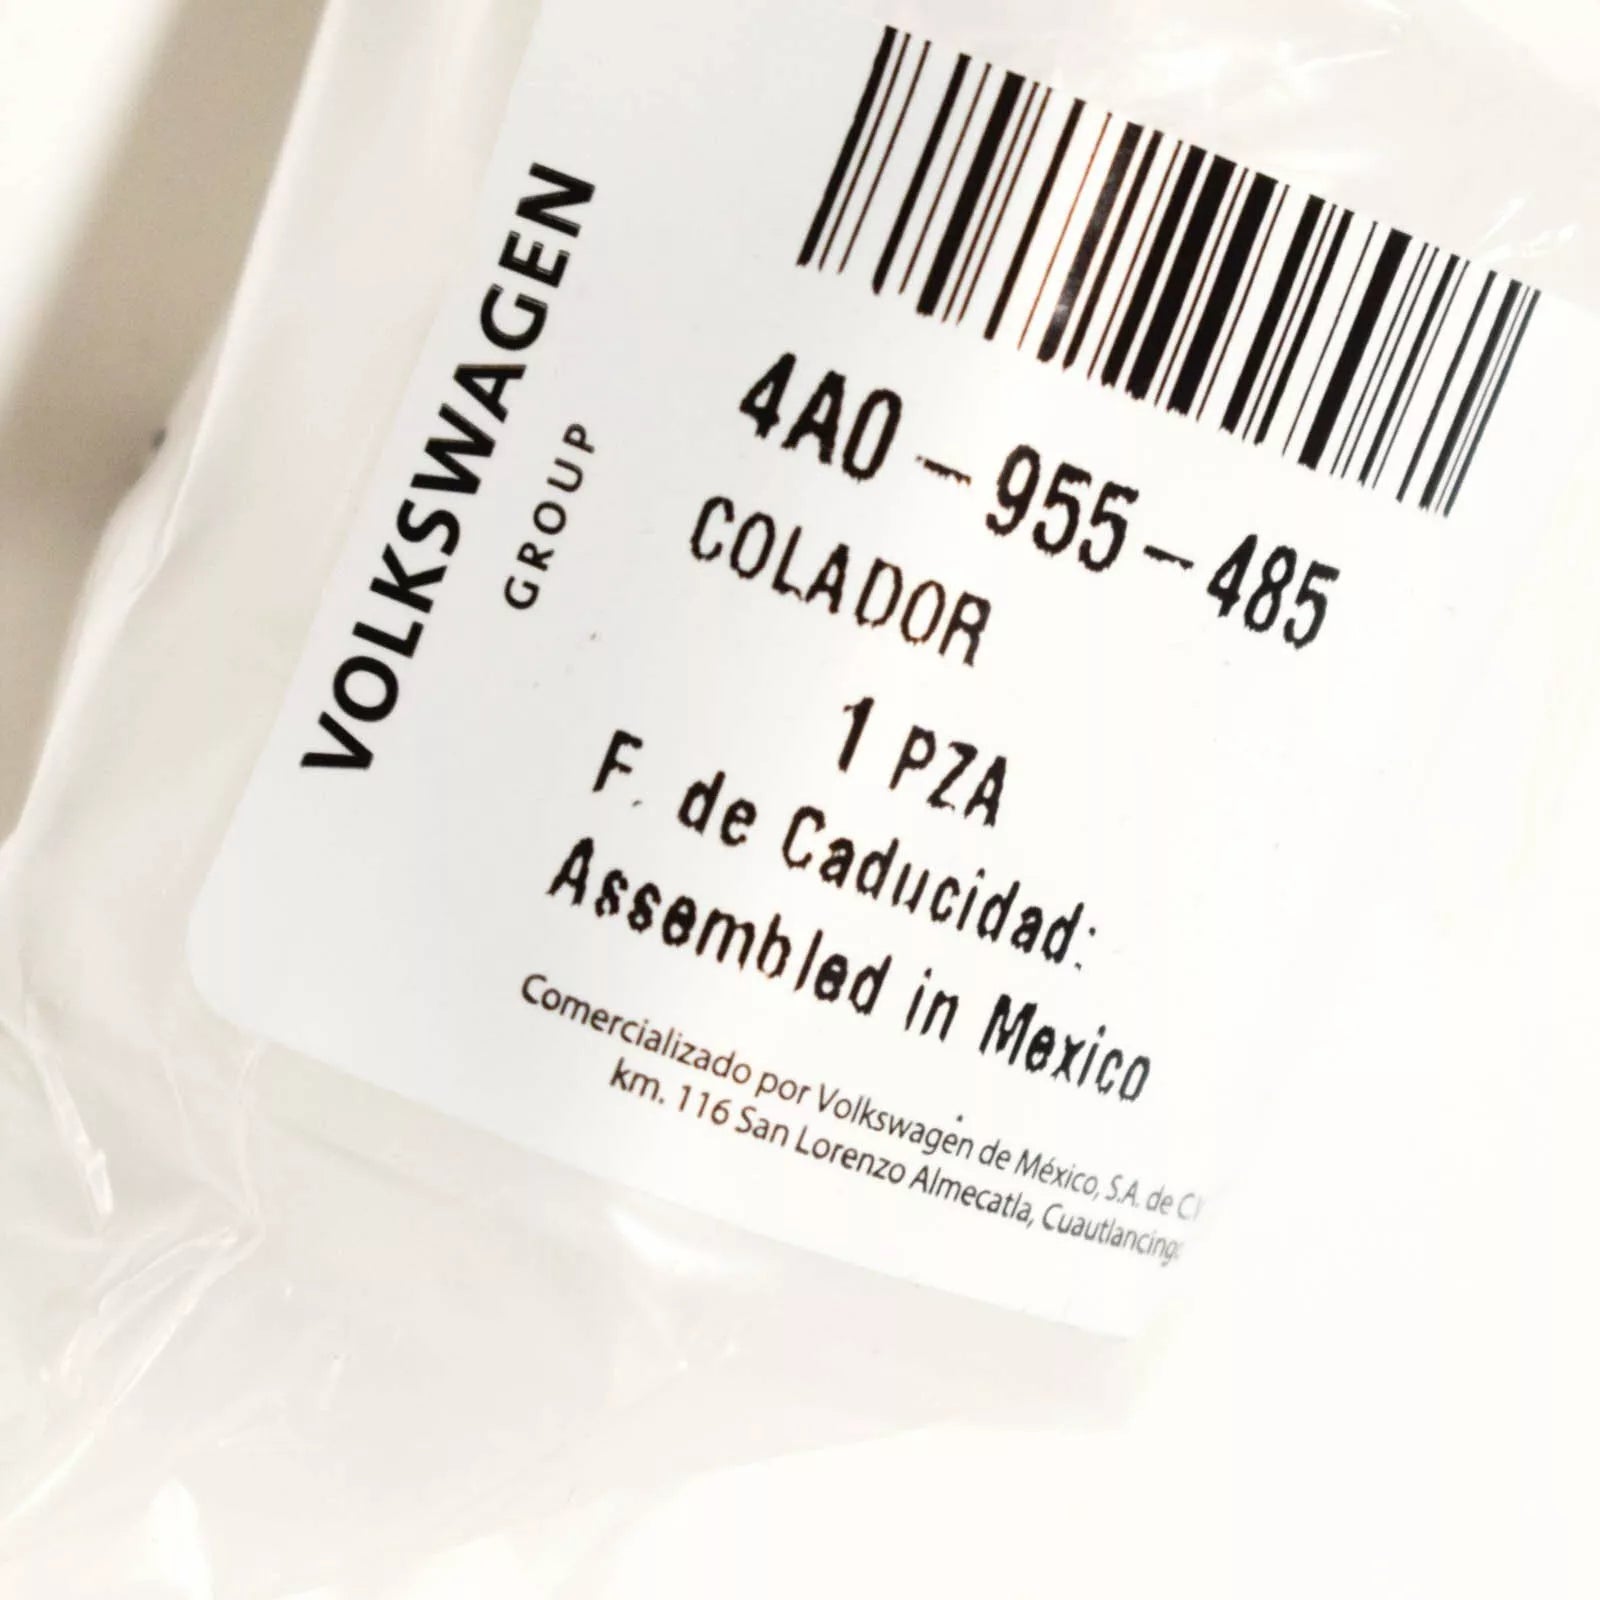 VOLKSWAGEN
GROUP
4A0-955-485
COLADOR
1 PZA
F. de Caducidad:
Assembled in Mexico
Comercializado por Volkswagen de México, S.A. de
km. 116 San Lorenzo Almecatla,